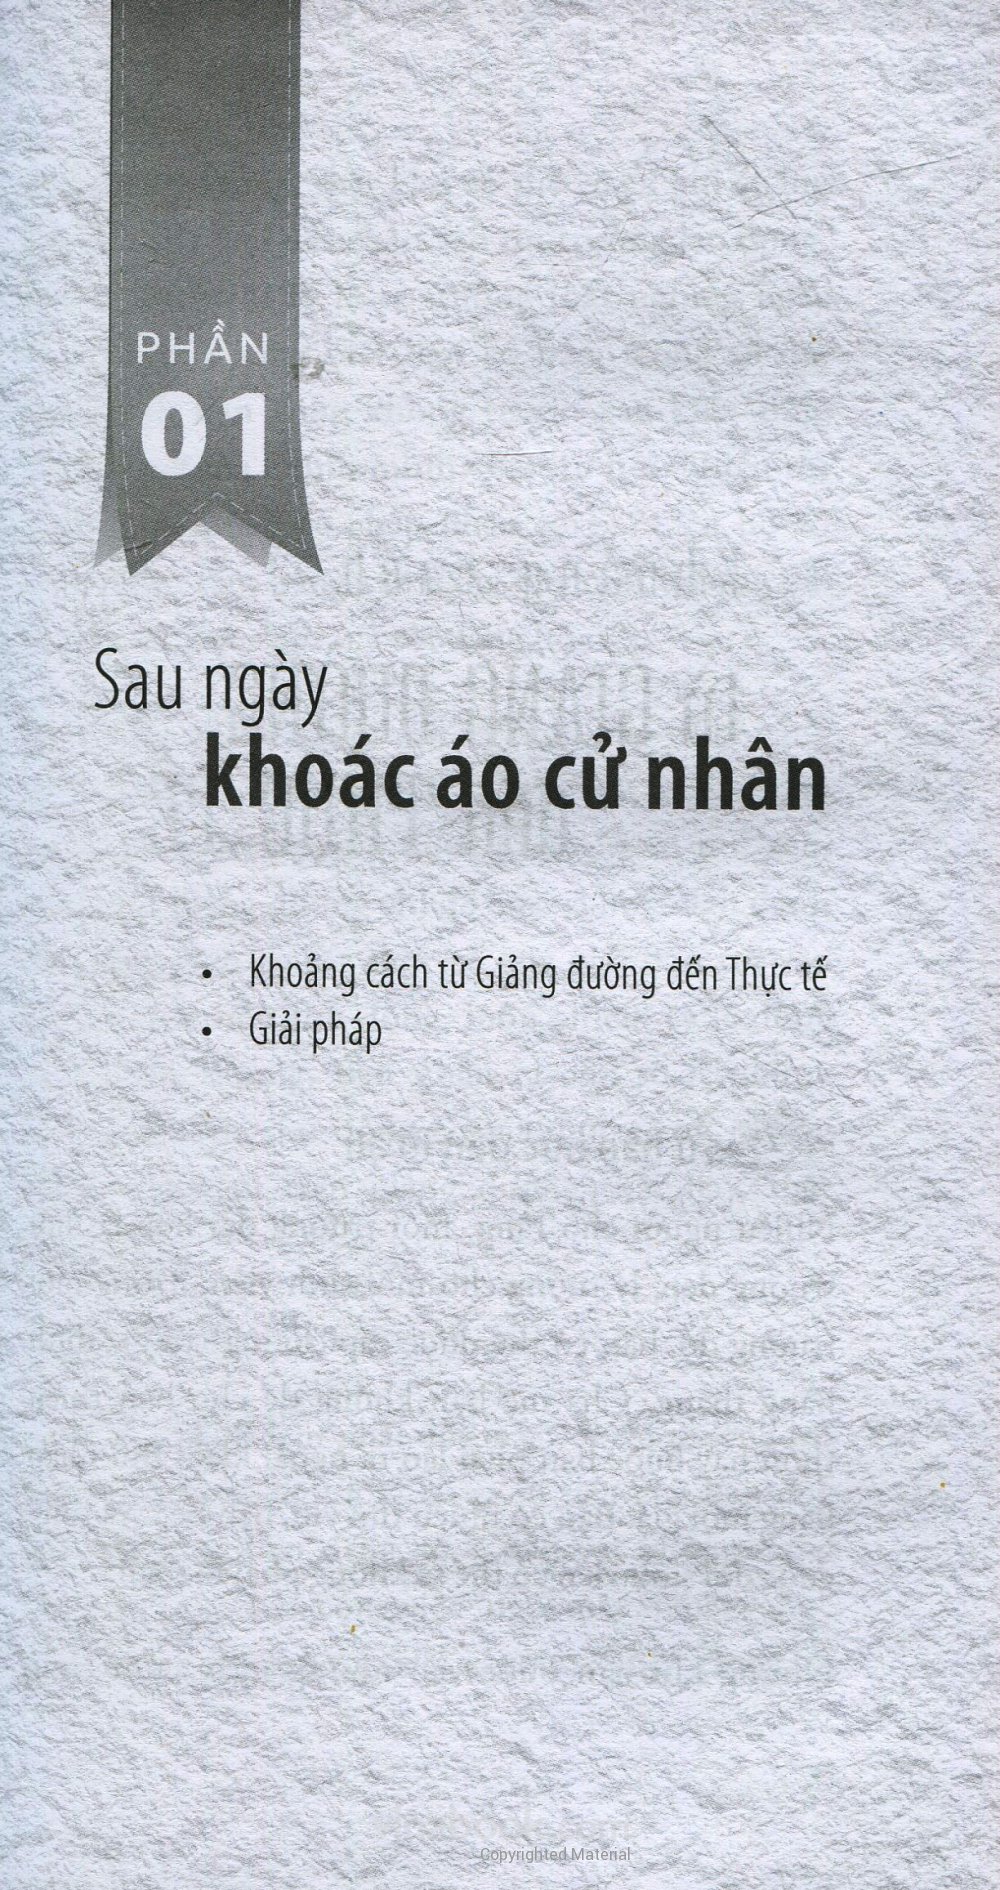 PHẦN
01
Sau ngày
khoác áo cử nhân
• Khoảng cách từ Giảng đường đến Thực tế
• Giải pháp
Copyrighted Material